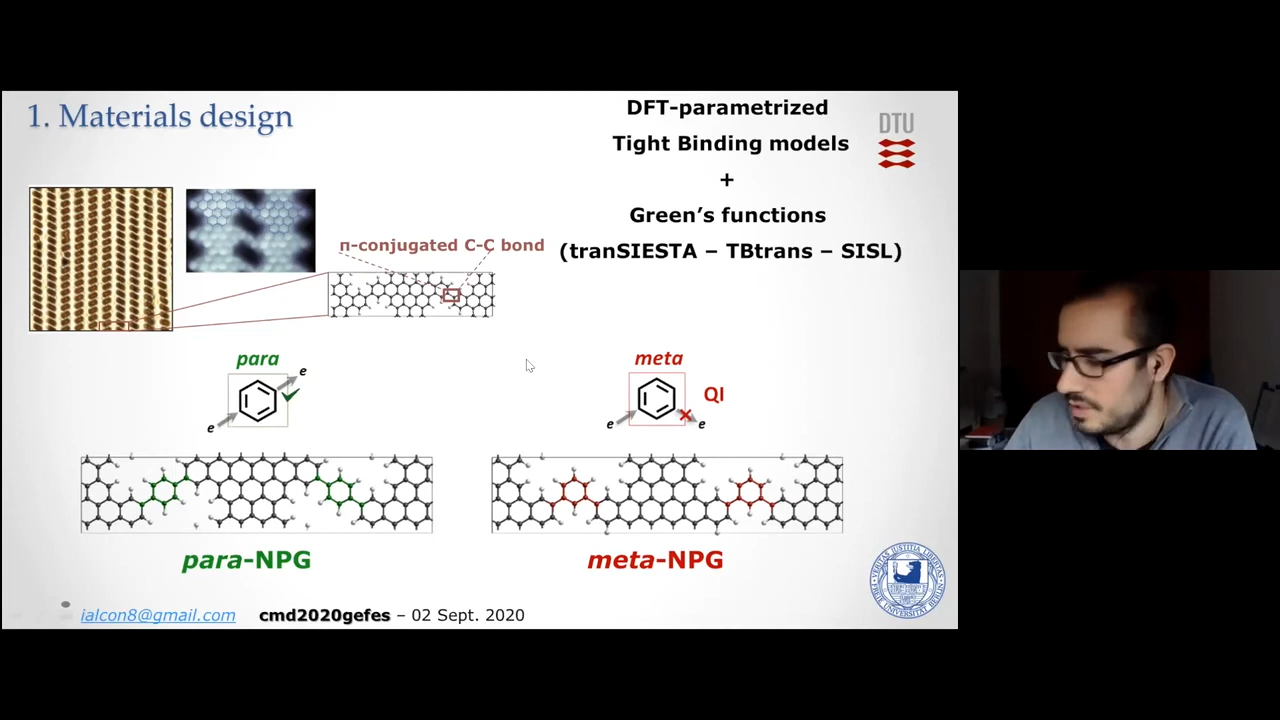 1. Materials design
DFT-parametrized
Tight Binding models
+
Green's functions
(tranSIESTA – TBtrans – SISL)
DTU
π-conjugated C-C bond
para
e
e
meta
QI
e
e
para-NPG
meta-NPG
ialcon8@gmail.com cmd2020gefes – 02 Sept. 2020